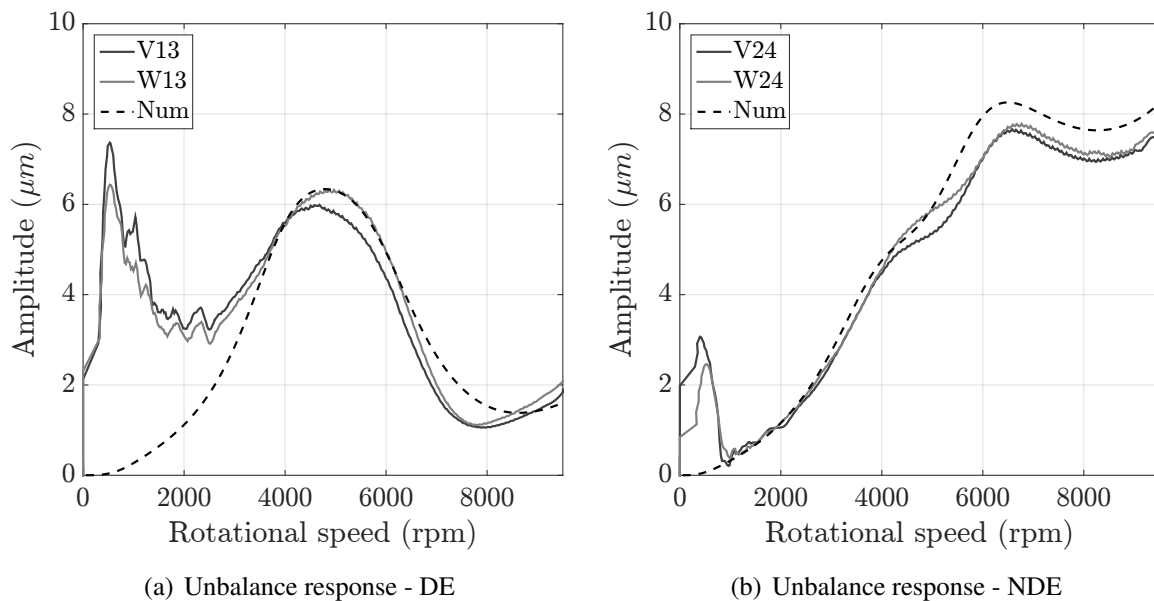 10
8
6
4
2
0
Amplitude (μm)
V13
W13
Num
0 2000 4000 6000 8000
Rotational speed (rpm)
(a) Unbalance response - DE
10
8
6
4
2
0
Amplitude (μm)
V24
W24
Num
0 2000 4000 6000 8000
Rotational speed (rpm)
(b) Unbalance response - NDE